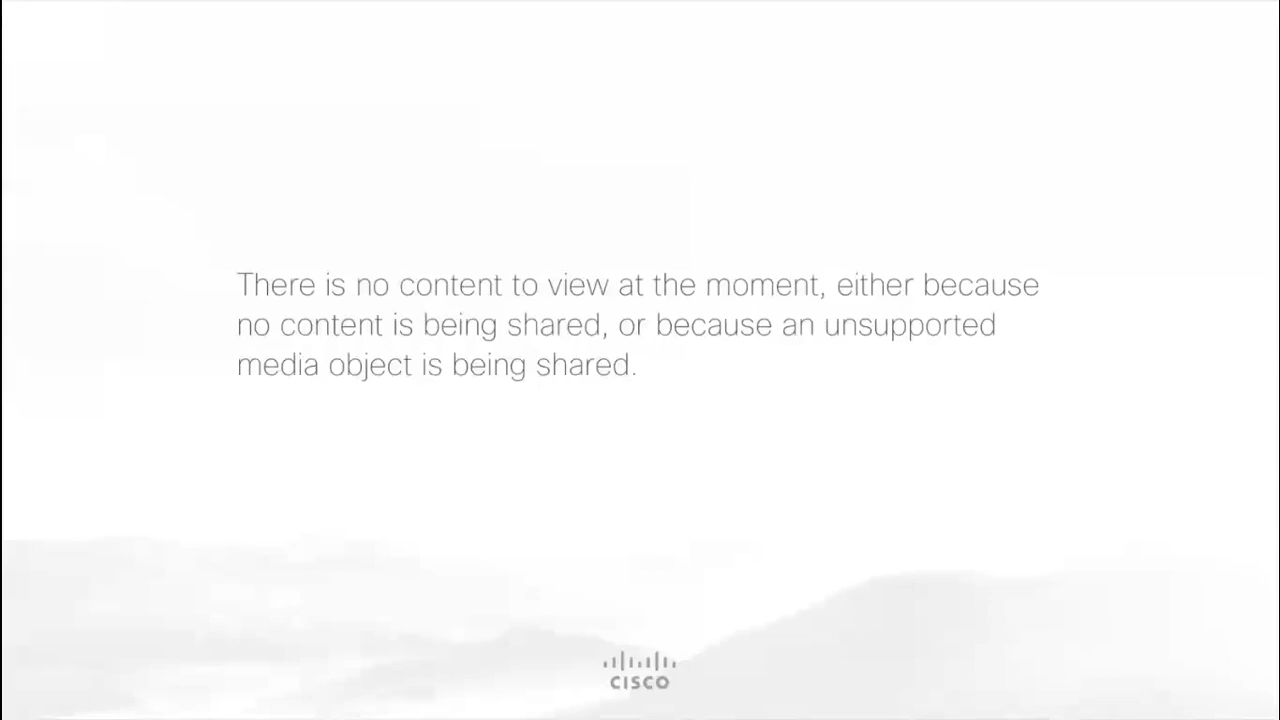 There is no content to view at the moment, either because
no content is being shared, or because an unsupported
media object is being shared.
CISCO